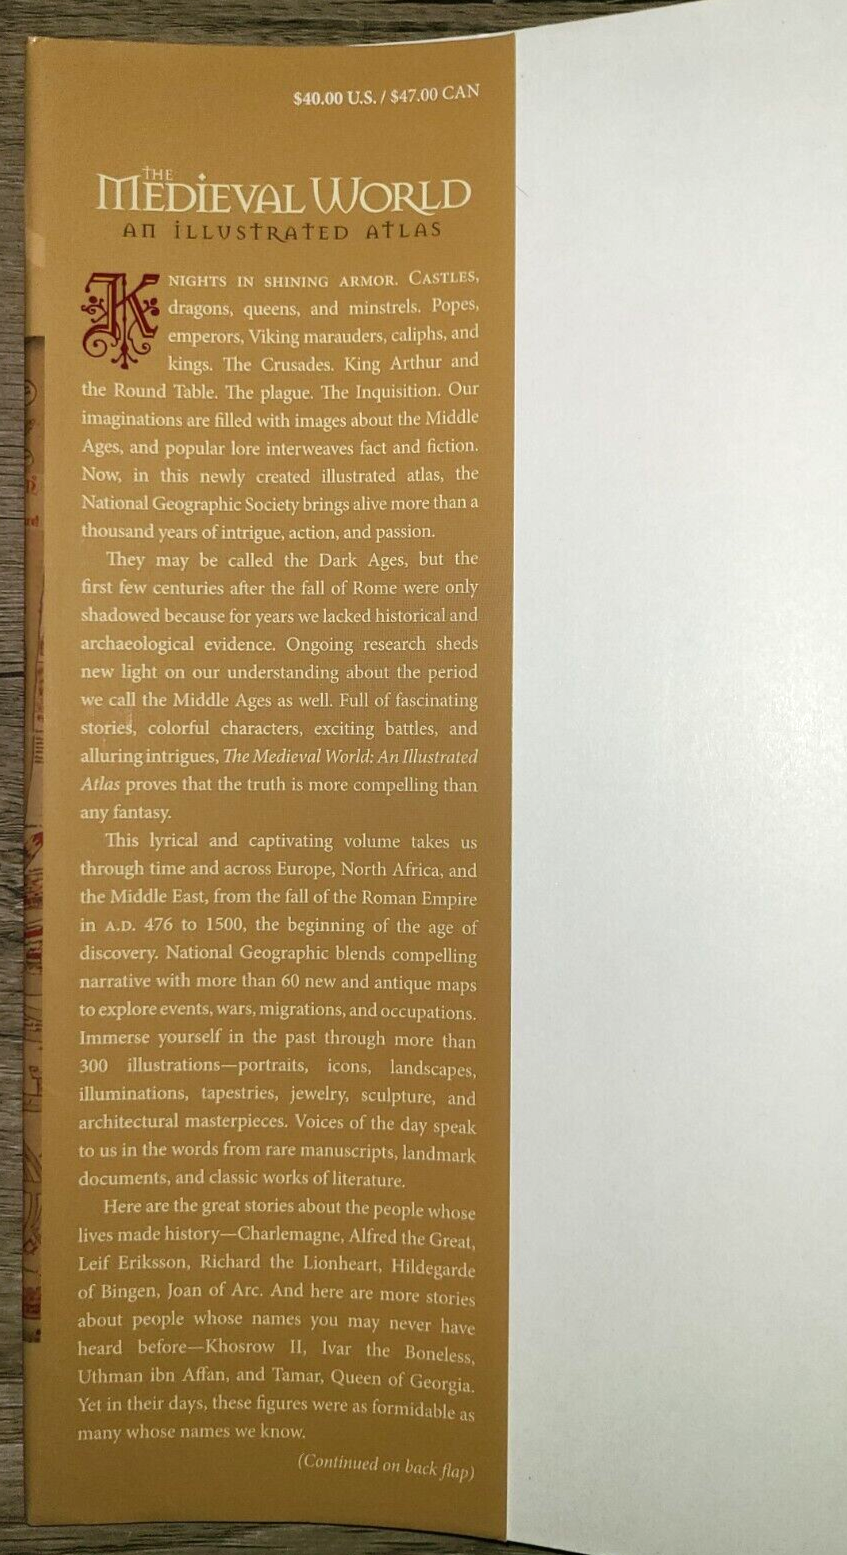 $40.00 U.S. / $47.00 CAN
THE
MEDIEVAL WORLD
AN ILLUSTRATED ATLAS
KNIGHTS IN SHINING ARMOR. CASTLES,
dragons, queens, and minstrels. Popes,
emperors, Viking marauders, caliphs, and
kings. The Crusades. King Arthur and
the Round Table. The plague. The Inquisition. Our
imaginations are filled with images about the Middle
Ages, and popular lore interweaves fact and fiction.
Now, in this newly created illustrated atlas, the
National Geographic Society brings alive more than a
thousand years of intrigue, action, and passion.
They may be called the Dark Ages, but the
first few centuries after the fall of Rome were only
shadowed because for years we lacked historical and
archaeological evidence. Ongoing research sheds
new light on our understanding about the period
we call the Middle Ages as well. Full of fascinating
stories, colorful characters, exciting battles, and
alluring intrigues, The Medieval World: An Illustrated
Atlas proves that the truth is more compelling than
any fantasy.
This lyrical and captivating volume takes us
through time and across Europe, North Africa, and
the Middle East, from the fall of the Roman Empire
in A.D. 476 to 1500, the beginning of the age of
discovery. National Geographic blends compelling
narrative with more than 60 new and antique maps
to explore events, wars, migrations, and occupations.
Immerse yourself in the past through more than
300 illustrations—portraits, icons, landscapes,
illuminations, tapestries, jewelry, sculpture, and
architectural masterpieces. Voices of the day speak
to us in the words from rare manuscripts, landmark
documents, and classic works of literature.
Here are the great stories about the people whose
lives made history—Charlemagne, Alfred the Great,
Leif Eriksson, Richard the Lionheart, Hildegarde
of Bingen, Joan of Arc. And here are more stories
about people whose names you may never have
heard before—Khosrow II, Ivar the Boneless,
Uthman ibn Affan, and Tamar, Queen of Georgia.
Yet in their days, these figures were as formidable as
many whose names we know.
(Continued on back flap)